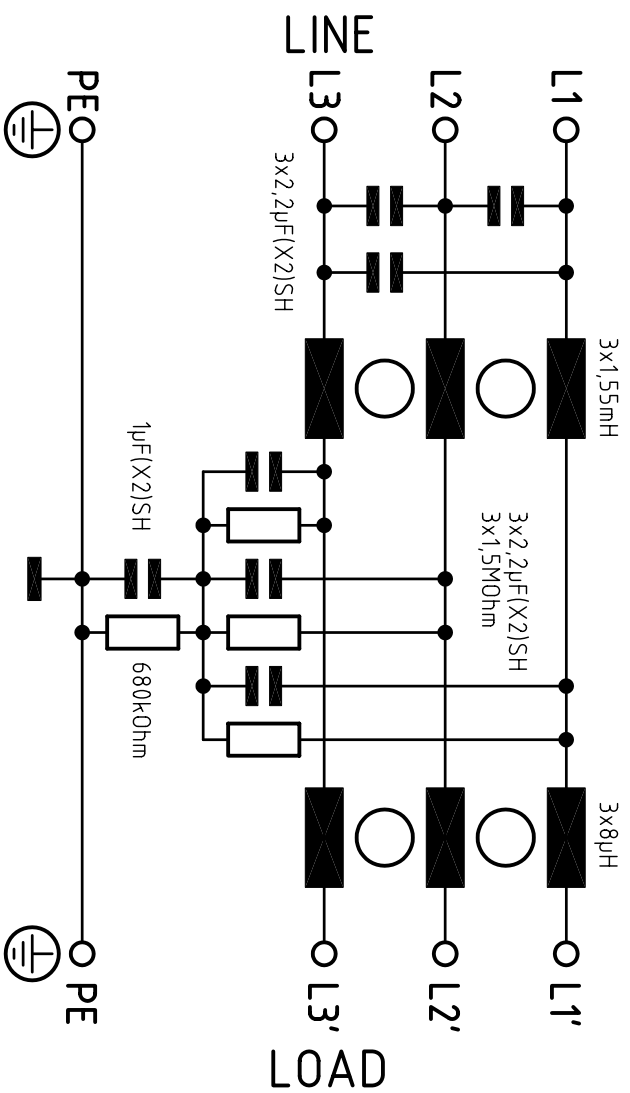 LINE
L1
L2
L3
PE
3x2,2µF(X2)SH
3x1,55mH
1µF(X2)SH
3x2,2µF(X2)SH
3x1,5MOhm
680kOhm
3x8µH
L1'
L2'
L3'
PE
LOAD